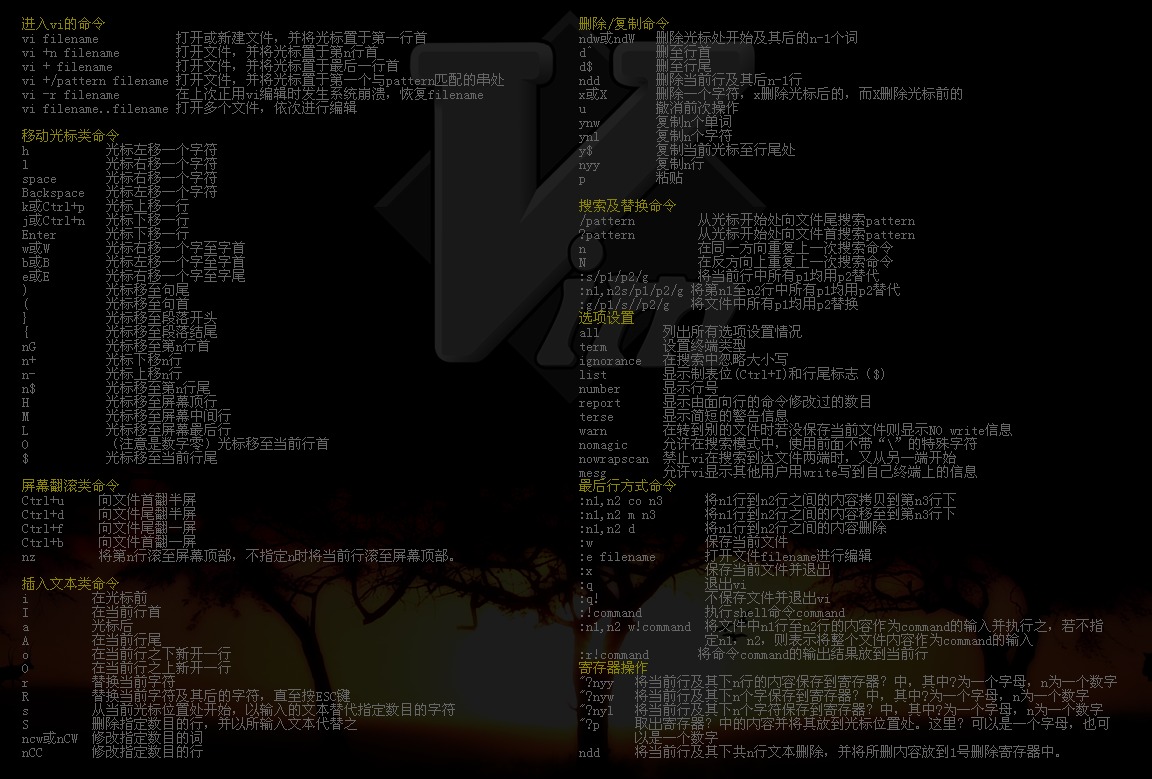 进入vi的命令
vi filename 打开或新建文件，并将光标置于第一行首
vi +n filename 打开文件，并将光标置于第n行首
vi + filename 打开文件，并将光标置于最后一行首
vi +/pattern filename 打开文件，并将光标置于第一个与pattern匹配的串处
vi -r filename 在上次正用vi编辑时发生系统崩溃，恢复filename
vi filename..filename 打开多个文件，依次进行编辑
移动光标类命令
h 光标左移一个字符
l 光标右移一个字符
space 光标右移一个字符
Backspace 光标左移一个字符
k或Ctrl+p 光标上移一行
j或Ctrl+n 光标下移一行
Enter 光标下移一行
w或W 光标右移一个字至字首
b或B 光标左移一个字至字首
e或E 光标右移一个字至字尾
) 光标移至句尾
( 光标移至句首
} 光标移至段落开头
{ 光标移至段落结尾
nG 光标移至第n行首
n+ 光标下移n行
n- 光标上移n行
n$ 光标移至第n行尾
H 光标移至屏幕顶行
M 光标移至屏幕中间行
L 光标移至屏幕最后行
0 （注意是数字零）光标移至当前行首
$ 光标移至当前行尾
屏幕翻滚类命令
Ctrl+u 向文件首翻半屏
Ctrl+d 向文件尾翻半屏
Ctrl+f 向文件尾翻一屏
Ctrl+b 向文件首翻一屏
nz 将第n行滚至屏幕顶部，不指定n时将当前行滚至屏幕顶部。
插入文本类命令
i 在光标前
I 在当前行首
a 光标后
A 在当前行尾
o 在当前行之下新开一行
O 在当前行之上新开一行
r 替换当前字符
R 替换当前字符及其后的字符，直至按ESC键
s 从当前光标位置处开始，以输入的文本替代指定数目的字符
S 删除指定数目的行，并以所输入文本代替之
ncw或nCW 修改指定数目的词
nCC 修改指定数目的行
删除/复制命令
ndw或ndW 删除光标处开始及其后的n-1个词
d^ 删至行首
d$ 删至行尾
ndd 删除当前行及其后n-1行
x或X 删除一个字符，x删除光标后的，而X删除光标前的
u 撤消前次操作
ynw 复制n个单词
ynl 复制n个字符
y$ 复制当前光标至行尾处
nyy 复制n行
p 粘贴
搜索及替换命令
/pattern 从光标开始处向文件尾搜索pattern
?pattern 从光标开始处向文件首搜索pattern
n 在同一方向重复上一次搜索命令
N 在反方向上重复上一次搜索命令
:s/p1/p2/g 将当前行中所有p1均用p2替代
:n1,n2s/p1/p2/g 将第n1至n2行中所有p1均用p2替代
:g/p1/s//p2/g 将文件中所有p1均用p2替换
选项设置
all 列出所有选项设置情况
term 设置终端类型
ignorance 在搜索中忽略大小写
list 显示制表位(Ctrl+I)和行尾标志（$)
number 显示行号
report 显示由面向行的命令修改过的数目
terse 显示简短的警告信息
warn 在转到别的文件时若没保存当前文件则显示NO write信息
nomagic 允许在搜索模式中，使用前面不带“\”的特殊字符
nowrapscan 禁止vi在搜索到达文件两端时，又从另一端开始
mesg 允许vi显示其他用户用write写到自己终端上的信息
最后行方式命令
:n1,n2 co n3 将n1行到n2行之间的内容拷贝到第n3行下
:n1,n2 m n3 将n1行到n2行之间的内容移至到第n3行下
:n1,n2 d 将n1行到n2行之间的内容删除
:w 保存当前文件
:e filename 打开文件filename进行编辑
:x 保存当前文件并退出
:q 退出vi
:q! 不保存文件并退出vi
:!command 执行shell命令command
:n1,n2 w!command 将文件中n1行至n2行的内容作为command的输入并执行之，若不指
定n1，n2，则表示将整个文件内容作为command的输入
:r!command 将命令command的输出结果放到当前行
寄存器操作
"?nyy 将当前行及其下n行的内容保存到寄存器？中，其中?为一个字母，n为一个数字
"?nyw 将当前行及其下n个字保存到寄存器？中，其中?为一个字母，n为一个数字
"?nyl 将当前行及其下n个字符保存到寄存器？中，其中?为一个字母，n为一个数字
"?p 取出寄存器？中的内容并将其放到光标位置处。这里？可以是一个字母，也可
以是一个数字
ndd 将当前行及其下共n行文本删除，并将所删内容放到1号删除寄存器中。